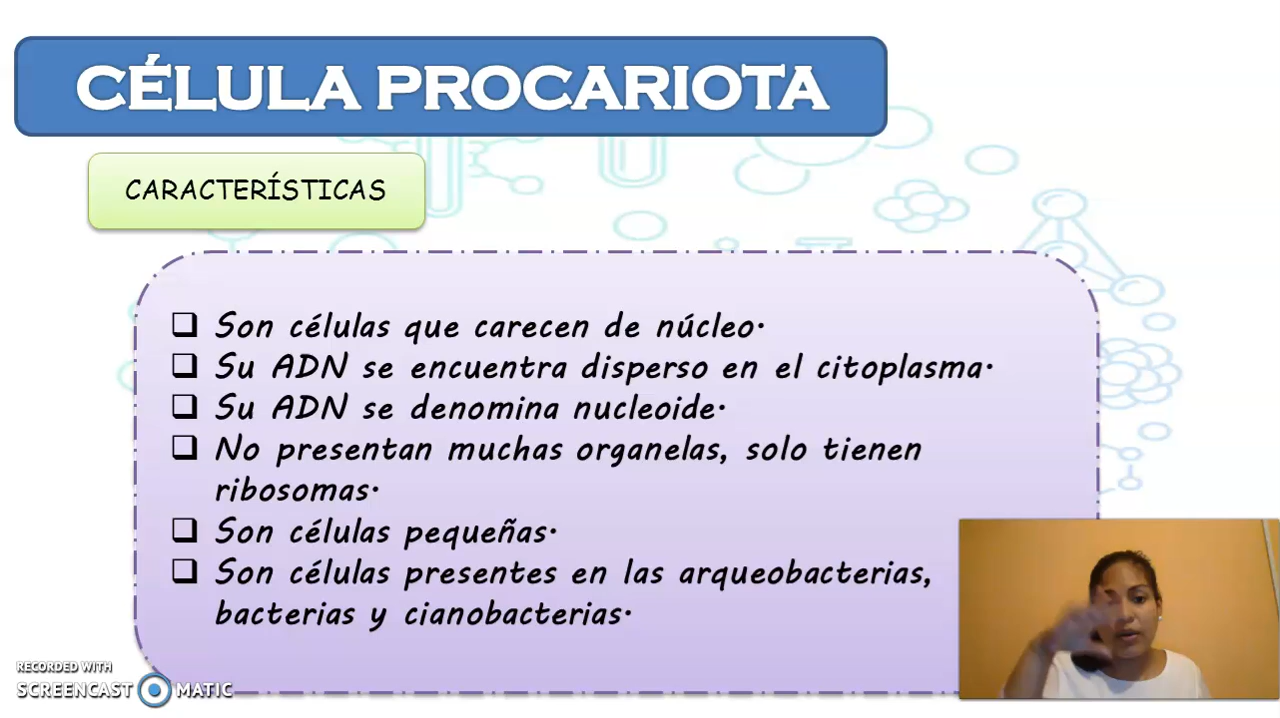 CÉLULA PROCARIOTA
CARACTERÍSTICAS
Son células que carecen de núcleo.
Su ADN se encuentra disperso en el citoplasma.
Su ADN se denomina nucleoide.
No presentan muchas organelas, solo tienen
ribosomas.
Son células pequeñas.
Son células presentes en las arqueobacterias,
bacterias y cianobacterias.
RECORDED WITH
SCREENCAST MATIC